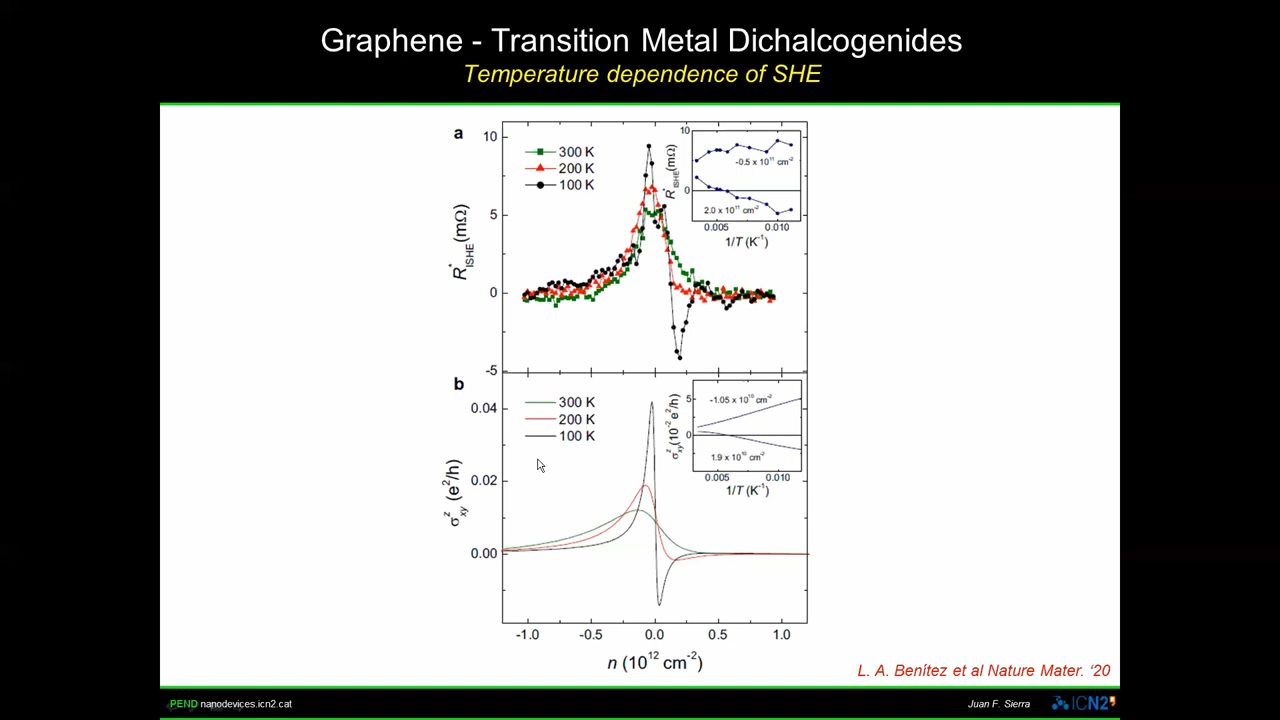 Graphene - Transition Metal Dichalcogenides
Temperature dependence of SHE
a
10
5
0
-5
R*ISHE(mΩ)
300 K
200 K
100 K
10
0
R*ISHE(mΩ)
-0.5 x 10¹¹ cm⁻²
2.0 x 10¹¹ cm⁻²
0.005
0.010
1/T (K⁻¹)
b
0.04
0.02
0.00
σᶻxy (e²/h)
300 K
200 K
100 K
5
0
σᶻxy(10⁻² e²/h)
-1.05 x 10¹⁰ cm⁻²
1.9 x 10¹⁰ cm⁻²
0.005
0.010
1/T (K⁻¹)
-1.0
-0.5
0.0
0.5
1.0
n (10¹² cm⁻²)
L. A. Benítez et al Nature Mater. ‘20
PEND nanodevices.icn2.cat
Juan F. Sierra
ICN2